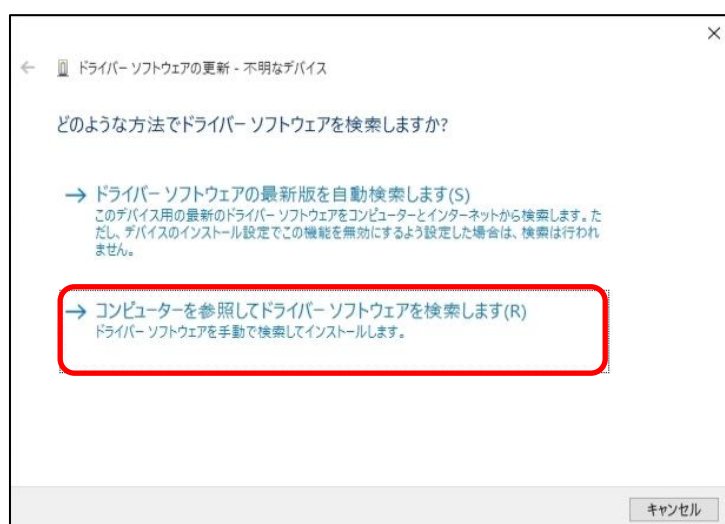 ドライバー ソフトウェアの更新 - 不明なデバイス
どのような方法でドライバー ソフトウェアを検索しますか?
→ ドライバー ソフトウェアの最新版を自動検索します(S)
このデバイス用の最新のドライバー ソフトウェアをコンピューターとインターネットから検索します。た
だし、デバイスのインストール設定でこの機能を無効にするよう設定した場合は、検索は行われ
ません。
→ コンピューターを参照してドライバー ソフトウェアを検索します(R)
ドライバー ソフトウェアを手動で検索してインストールします。
キャンセル